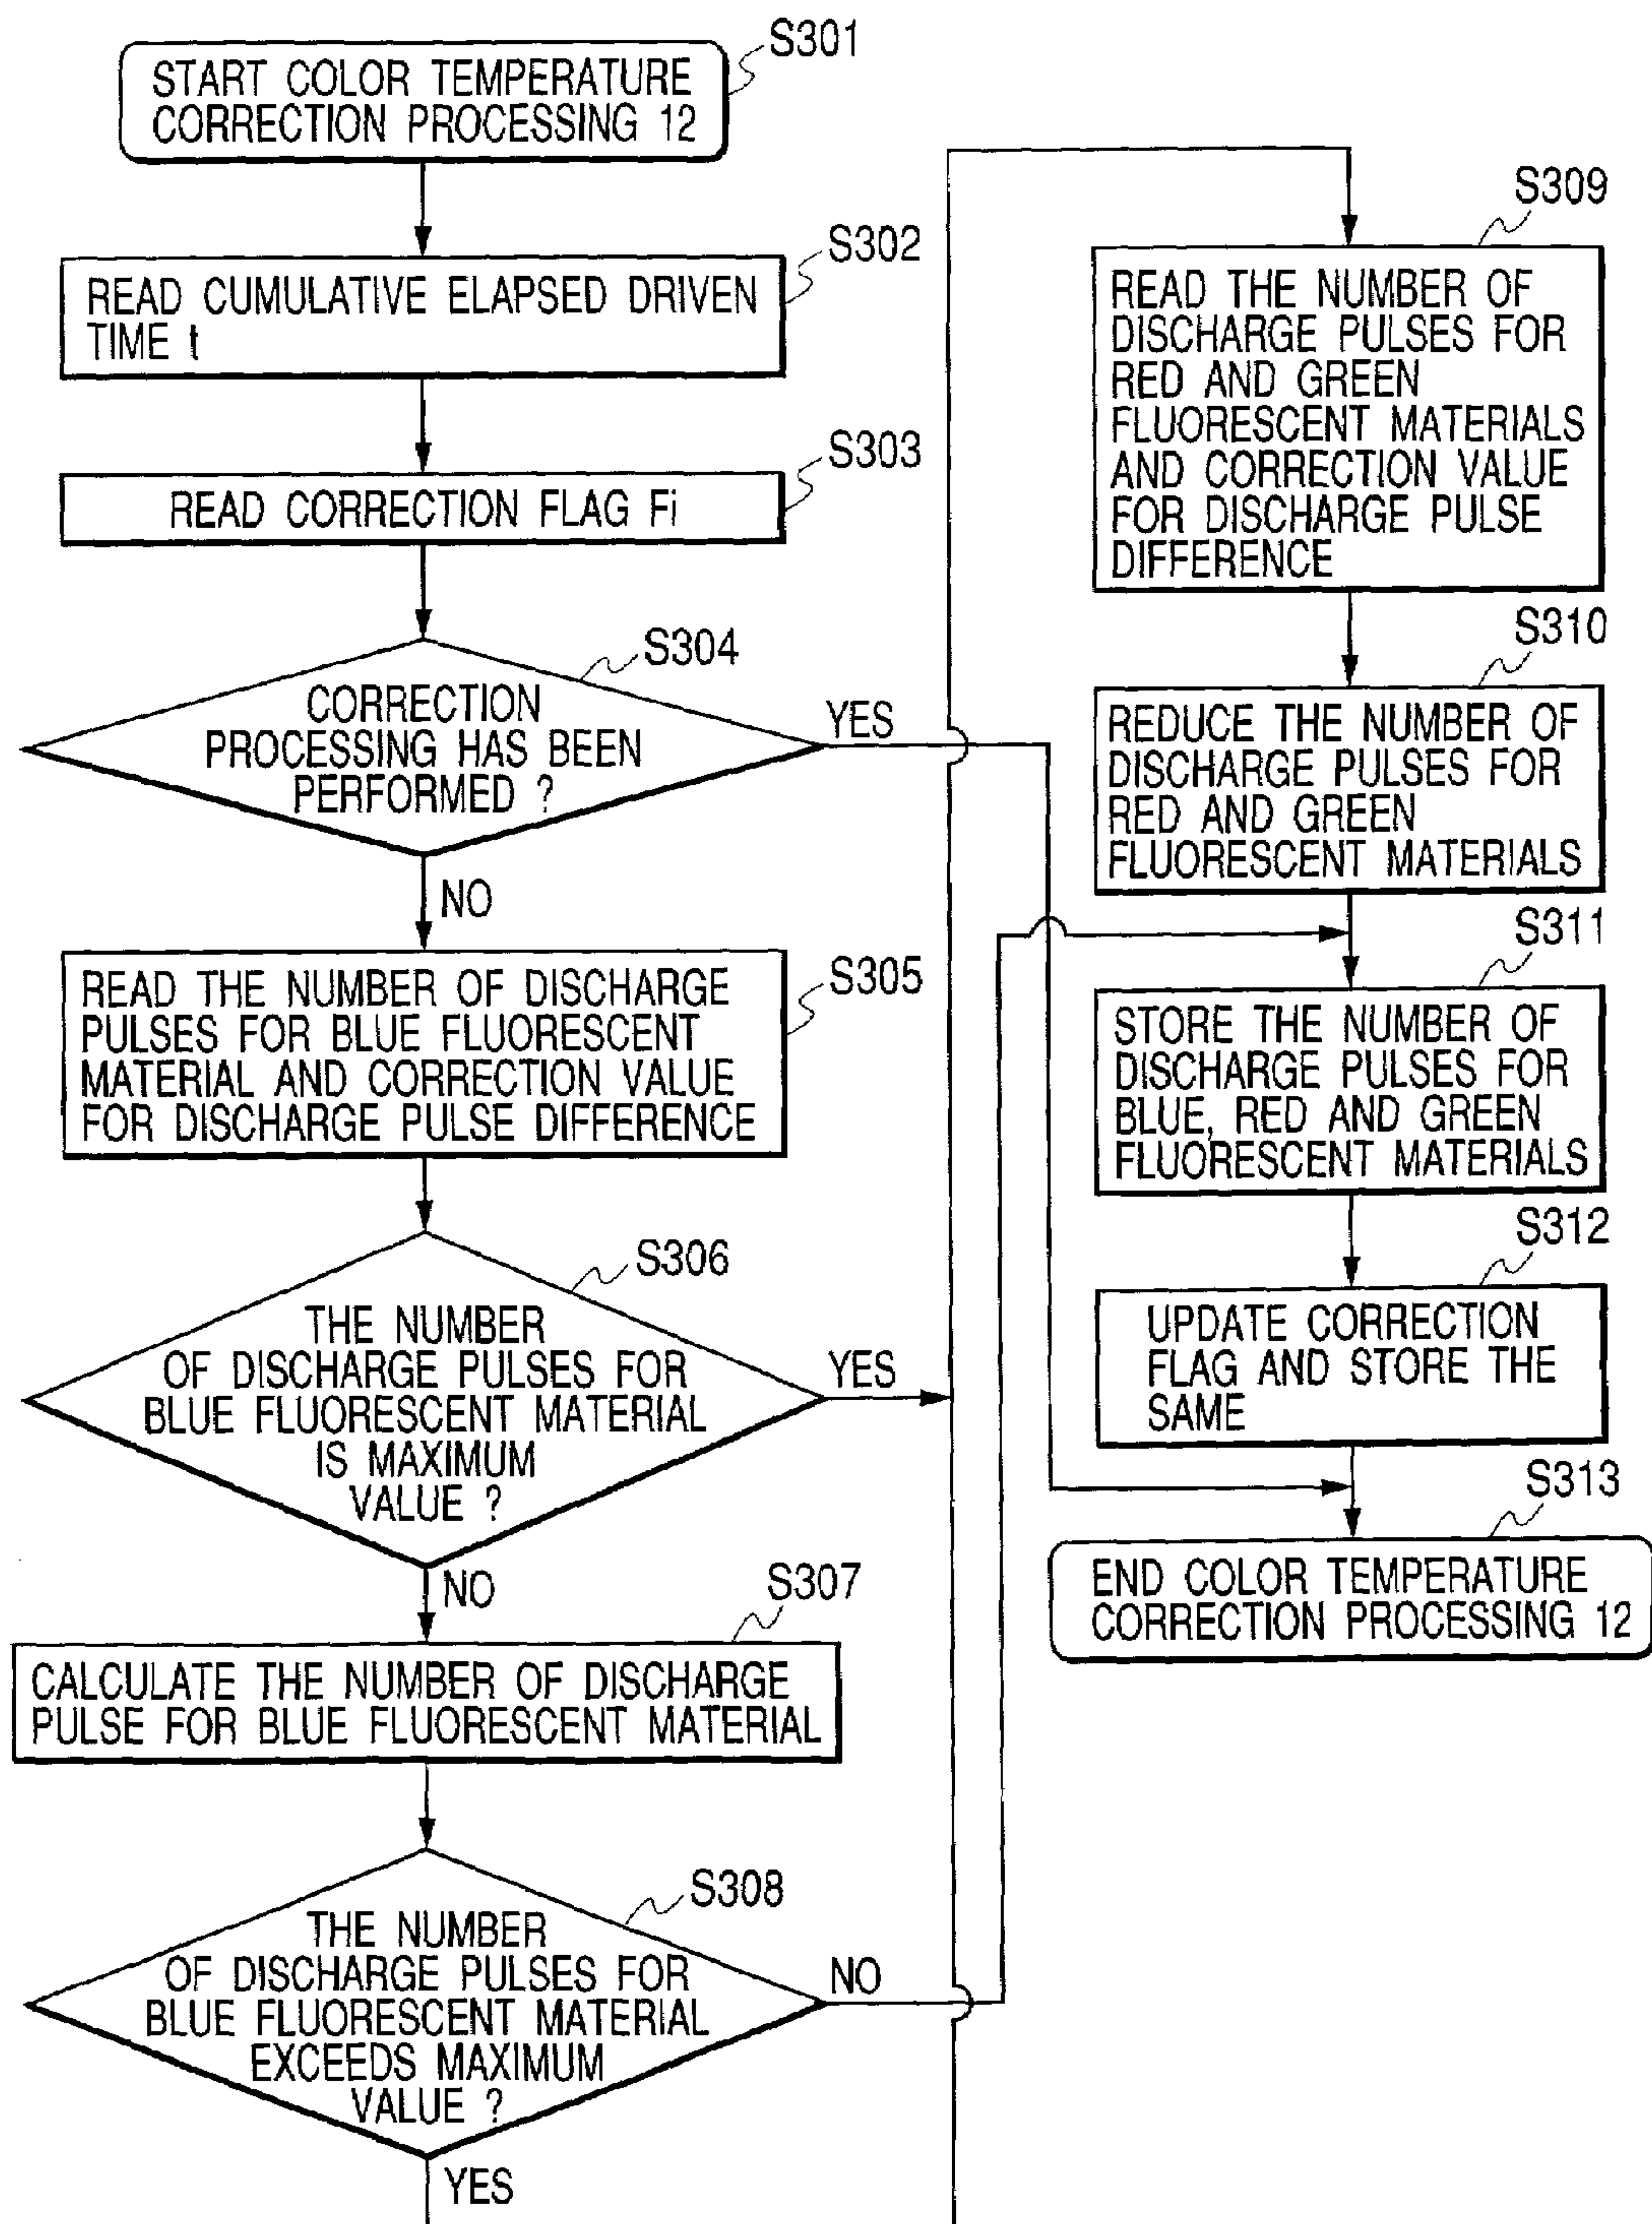 S301
START COLOR TEMPERATURE
CORRECTION PROCESSING 12
S302
READ CUMULATIVE ELAPSED DRIVEN
TIME t
S303
READ CORRECTION FLAG Fi
S304
CORRECTION
PROCESSING HAS BEEN
PERFORMED ?
YES
NO
S305
READ THE NUMBER OF DISCHARGE
PULSES FOR BLUE FLUORESCENT
MATERIAL AND CORRECTION VALUE
FOR DISCHARGE PULSE DIFFERENCE
S306
THE NUMBER
OF DISCHARGE PULSES FOR
BLUE FLUORESCENT MATERIAL
IS MAXIMUM
VALUE ?
YES
NO
S307
CALCULATE THE NUMBER OF DISCHARGE
PULSE FOR BLUE FLUORESCENT MATERIAL
S308
THE NUMBER
OF DISCHARGE PULSES FOR
BLUE FLUORESCENT MATERIAL
EXCEEDS MAXIMUM
VALUE ?
NO
YES
S309
READ THE NUMBER OF
DISCHARGE PULSES FOR
RED AND GREEN
FLUORESCENT MATERIALS
AND CORRECTION VALUE
FOR DISCHARGE PULSE
DIFFERENCE
S310
REDUCE THE NUMBER OF
DISCHARGE PULSES FOR
RED AND GREEN
FLUORESCENT MATERIALS
S311
STORE THE NUMBER OF
DISCHARGE PULSES FOR
BLUE, RED AND GREEN
FLUORESCENT MATERIALS
S312
UPDATE CORRECTION
FLAG AND STORE THE
SAME
S313
END COLOR TEMPERATURE
CORRECTION PROCESSING 12